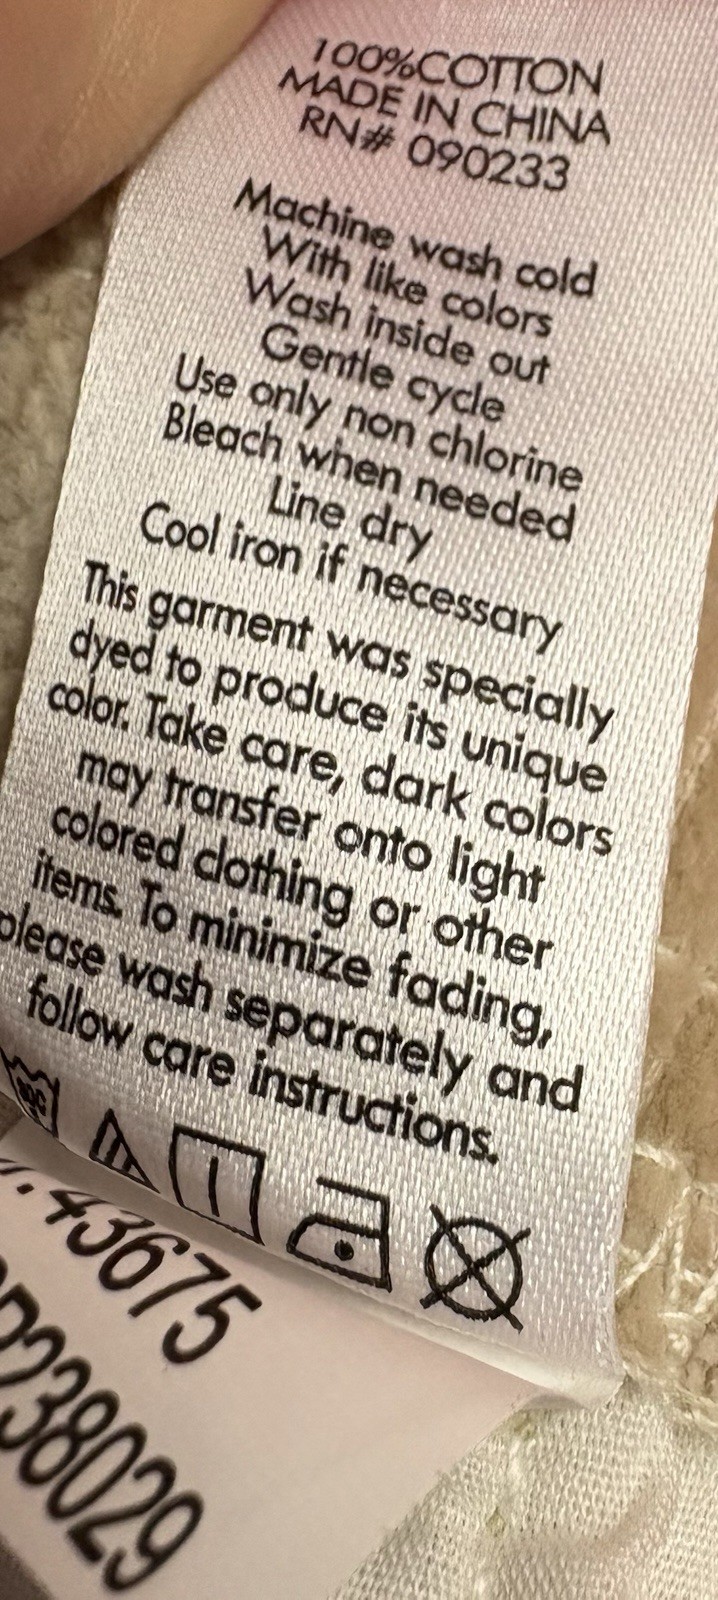 100%COTTON
MADE IN CHINA
RN# 090233
Machine wash cold
With like colors
Wash inside out
Gentle cycle
Use only non chlorine
Bleach when needed
Line dry
Cool iron if necessary
This garment was specially
dyed to produce its unique
color. Take care, dark colors
may transfer onto light
colored clothing or other
items. To minimize fading,
please wash separately and
follow care instructions.
43675
238029